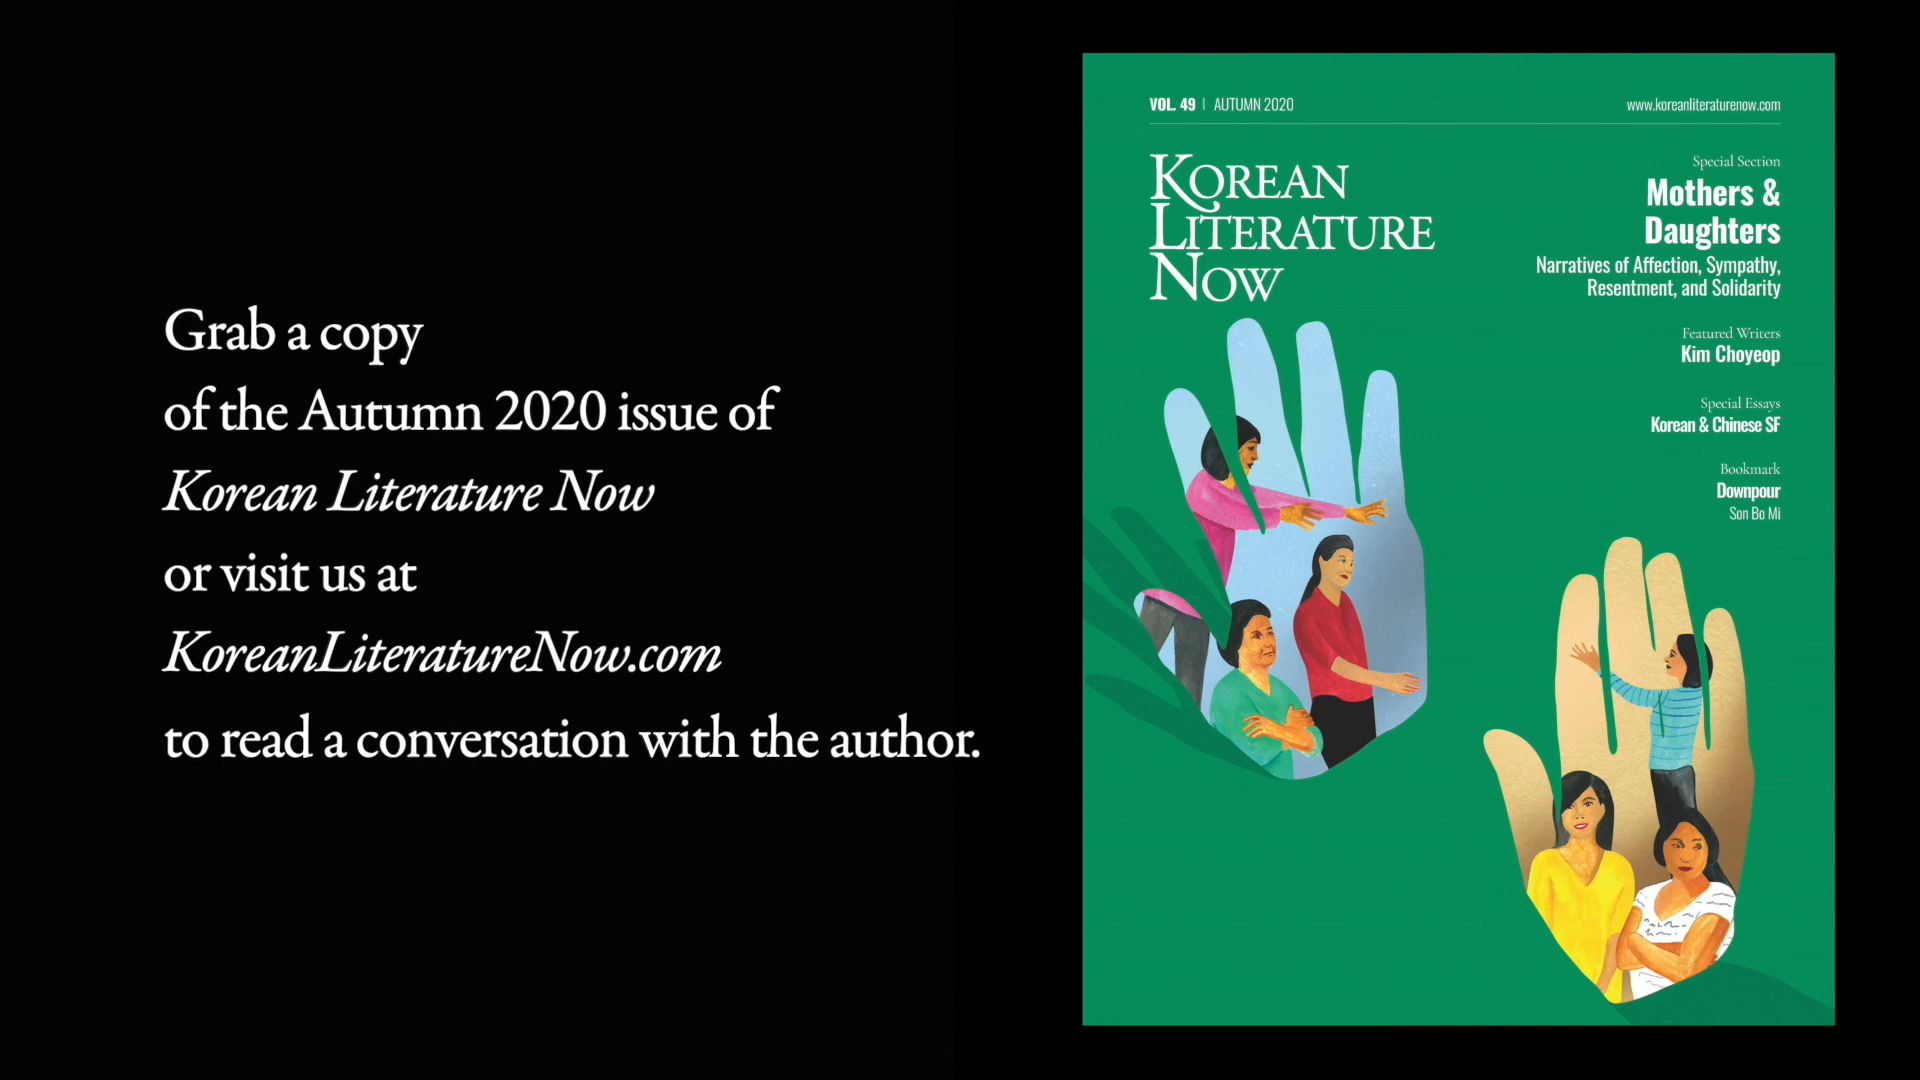 Grab a copy
of the Autumn 2020 issue of
Korean Literature Now
or visit us at
KoreanLiteratureNow.com
to read a conversation with the author.
VOL. 49 | AUTUMN 2020
www.koreanliteraturenow.com
KOREAN
LITERATURE
NOW
Special Section
Mothers &
Daughters
Narratives of Affection, Sympathy,
Resentment, and Solidarity
Featured Writers
Kim Choyeop
Special Essays
Korean & Chinese SF
Bookmark
Downpour
Son Bo Mi